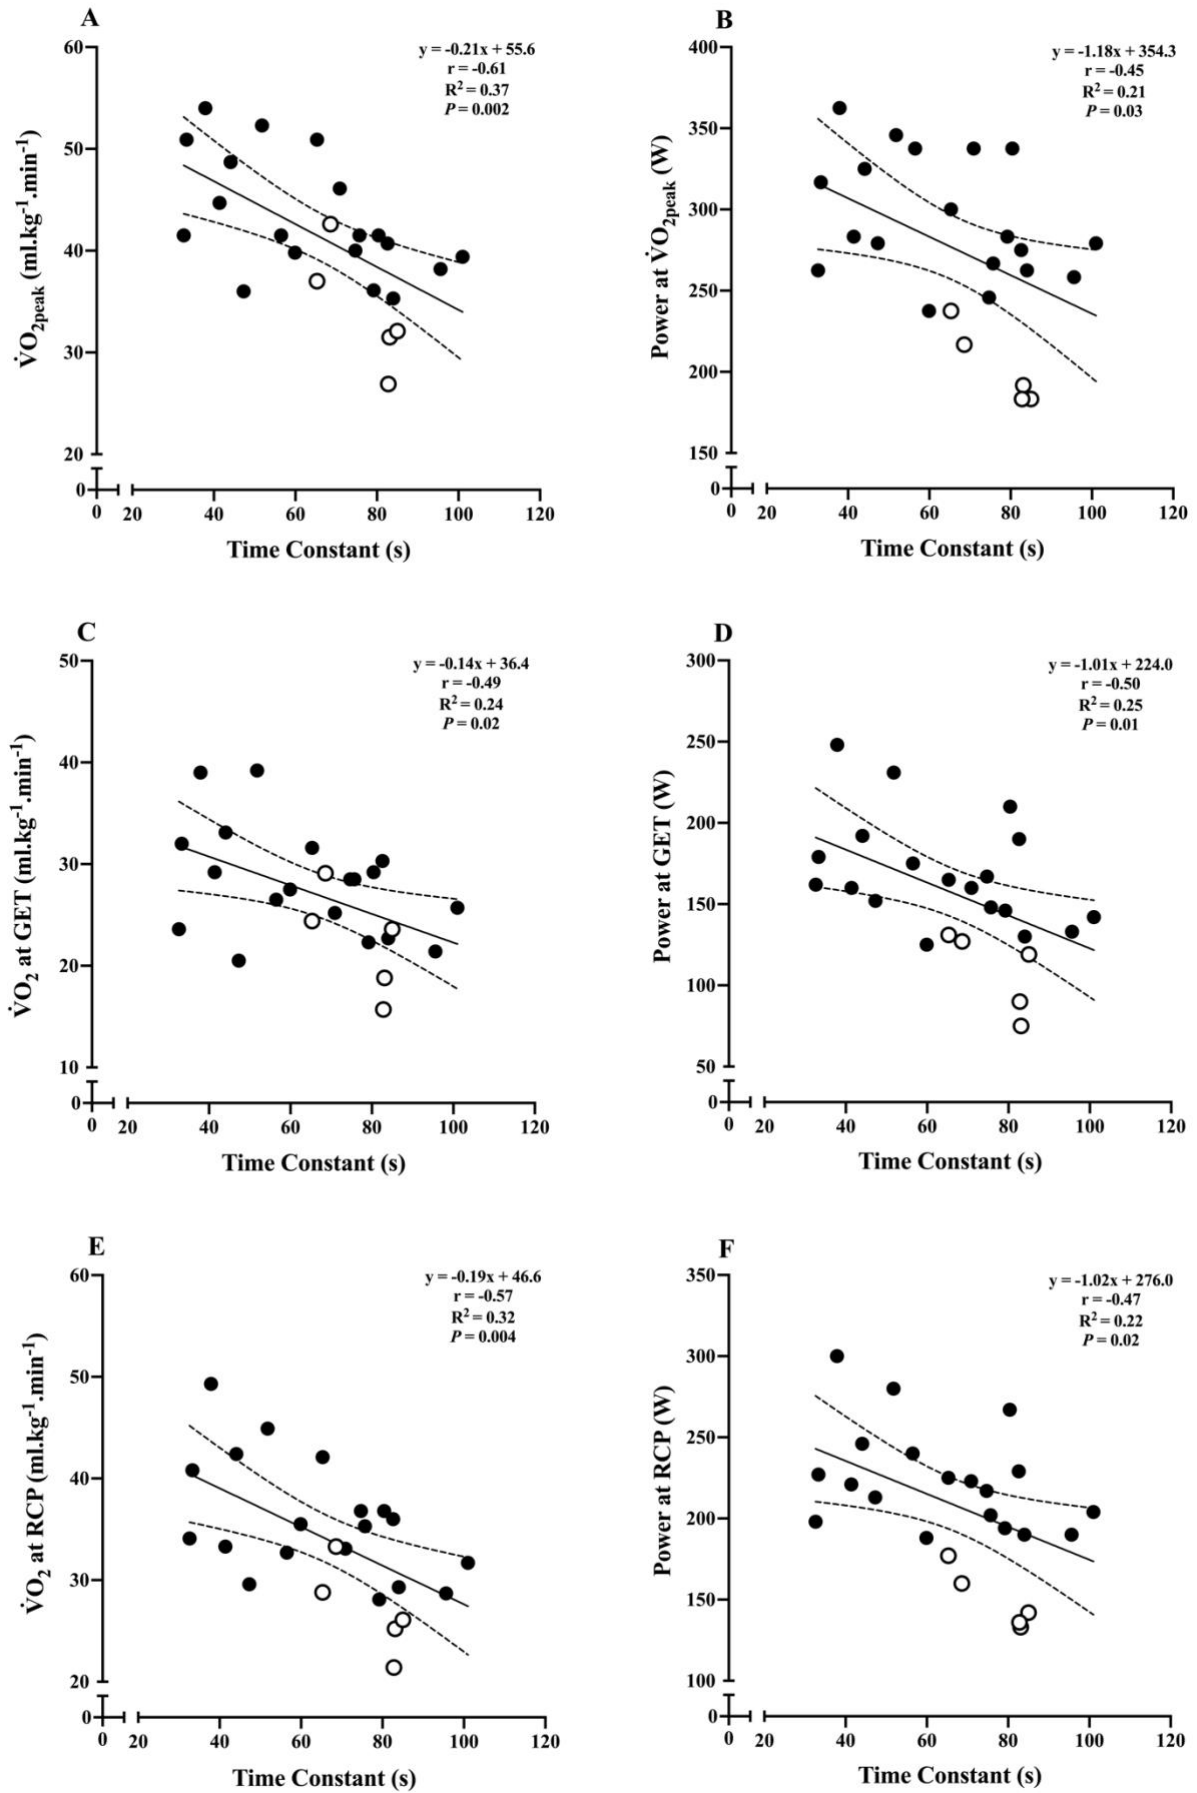 A
y = -0.21x + 55.6
r = -0.61
R² = 0.37
P = 0.002
V̇O2peak (ml.kg-1.min-1)
60
50
40
30
20
0
0 20 40 60 80 100 120
Time Constant (s)
B
y = -1.18x + 354.3
r = -0.45
R² = 0.21
P = 0.03
Power at V̇O2peak (W)
400
350
300
250
200
150
0
0 20 40 60 80 100 120
Time Constant (s)
C
y = -0.14x + 36.4
r = -0.49
R² = 0.24
P = 0.02
V̇O2 at GET (ml.kg-1.min-1)
50
40
30
20
10
0
0 20 40 60 80 100 120
Time Constant (s)
D
y = -1.01x + 224.0
r = -0.50
R² = 0.25
P = 0.01
Power at GET (W)
300
250
200
150
100
50
0
0 20 40 60 80 100 120
Time Constant (s)
E
y = -0.19x + 46.6
r = -0.57
R² = 0.32
P = 0.004
V̇O2 at RCP (ml.kg-1.min-1)
60
50
40
30
20
0
0 20 40 60 80 100 120
Time Constant (s)
F
y = -1.02x + 276.0
r = -0.47
R² = 0.22
P = 0.02
Power at RCP (W)
350
300
250
200
150
100
0
0 20 40 60 80 100 120
Time Constant (s)